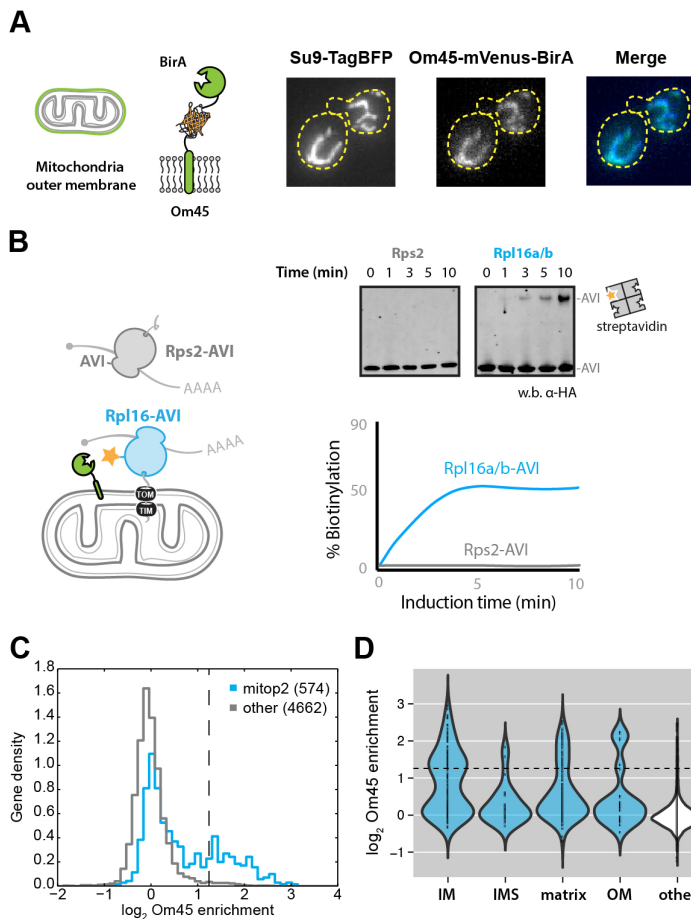 A
BirA
Mitochondria
outer membrane
Om45
Su9-TagBFP
Om45-mVenus-BirA
Merge
B
AVI
Rps2-AVI
AAAA
Rpl16-AVI
AAAA
TOM
TIM
Rps2
Rpl16a/b
Time (min)
0 1 3 5 10
0 1 3 5 10
-AVI
streptavidin
-AVI
w.b. α-HA
90
50
0
% Biotinylation
Rpl16a/b-AVI
Rps2-AVI
0
5
10
Induction time (min)
C
1.8
1.6
1.4
1.2
1.0
0.8
0.6
0.4
0.2
0.0
Gene density
mitop2 (574)
other (4662)
−2 −1 0 1 2 3 4
log2 Om45 enrichment
D
log2 Om45 enrichment
3
2
1
0
−1
IM IMS matrix OM othe